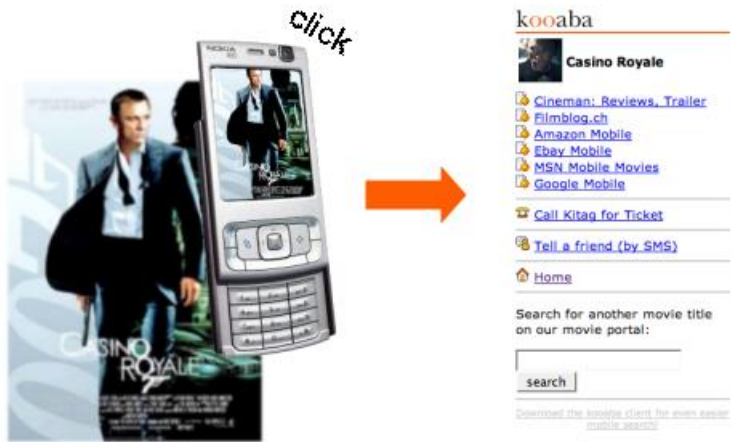 click
NOKIA
CASINO
ROYALE
007
CASINO
ROYALE
kooaba
Casino Royale
Cineman: Reviews, Trailer
Filmblog.ch
Amazon Mobile
Ebay Mobile
MSN Mobile Movies
Google Mobile
Call Kitag for Ticket
Tell a friend (by SMS)
Home
Search for another movie title
on our movie portal:
search
Download the kooaba client for even easier
mobile search!